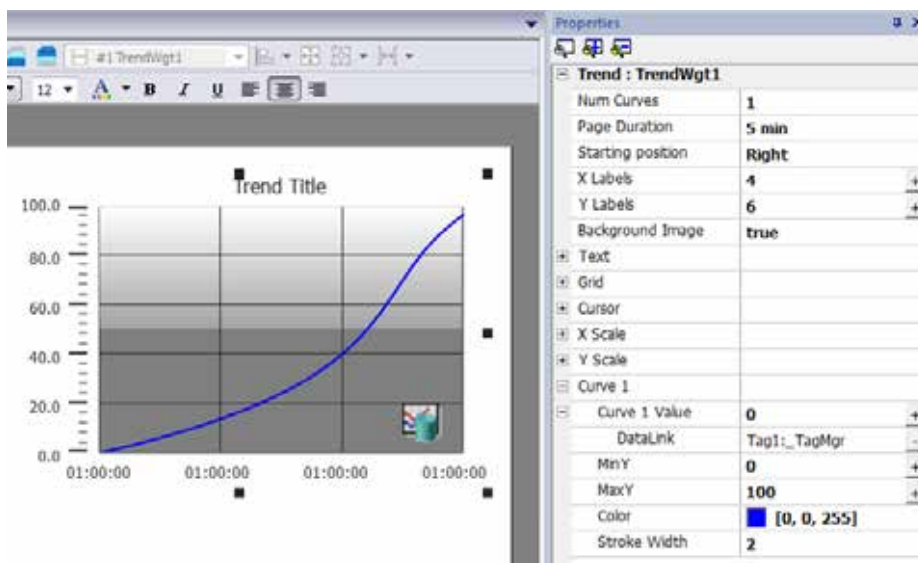 Properties
#1 TrendWgt1
12 A B I U
Trend : TrendWgt1
Num Curves 1
Page Duration 5 min
Starting position Right
X Labels 4
Y Labels 6
Background Image true
Text
Grid
Cursor
X Scale
Y Scale
Curve 1
Curve 1 Value 0
DataLink Tag1:_TagMgr
MinY 0
MaxY 100
Color [0, 0, 255]
Stroke Width 2
Trend Title
100.0
80.0
60.0
40.0
20.0
0.0
01:00:00 01:00:00 01:00:00 01:00:00